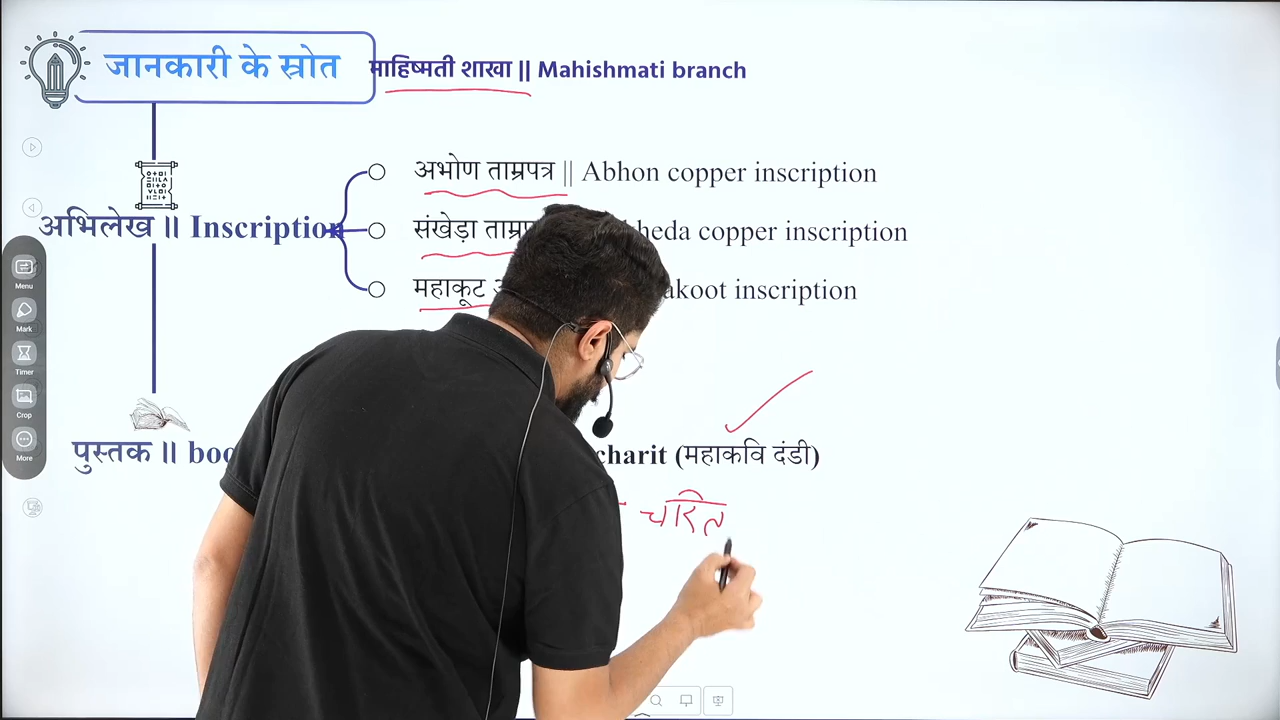 जानकारी के स्रोत
माहिष्मती शाखा || Mahishmati branch
अभोण ताम्रपत्र || Abhon copper inscription
अभिलेख || Inscription
संखेड़ा heda copper inscription
महाकूट akoot inscription
पुस्तक || charit (महाकवि दंडी)
चरित
Menu
Mark
Timer
Crop
More